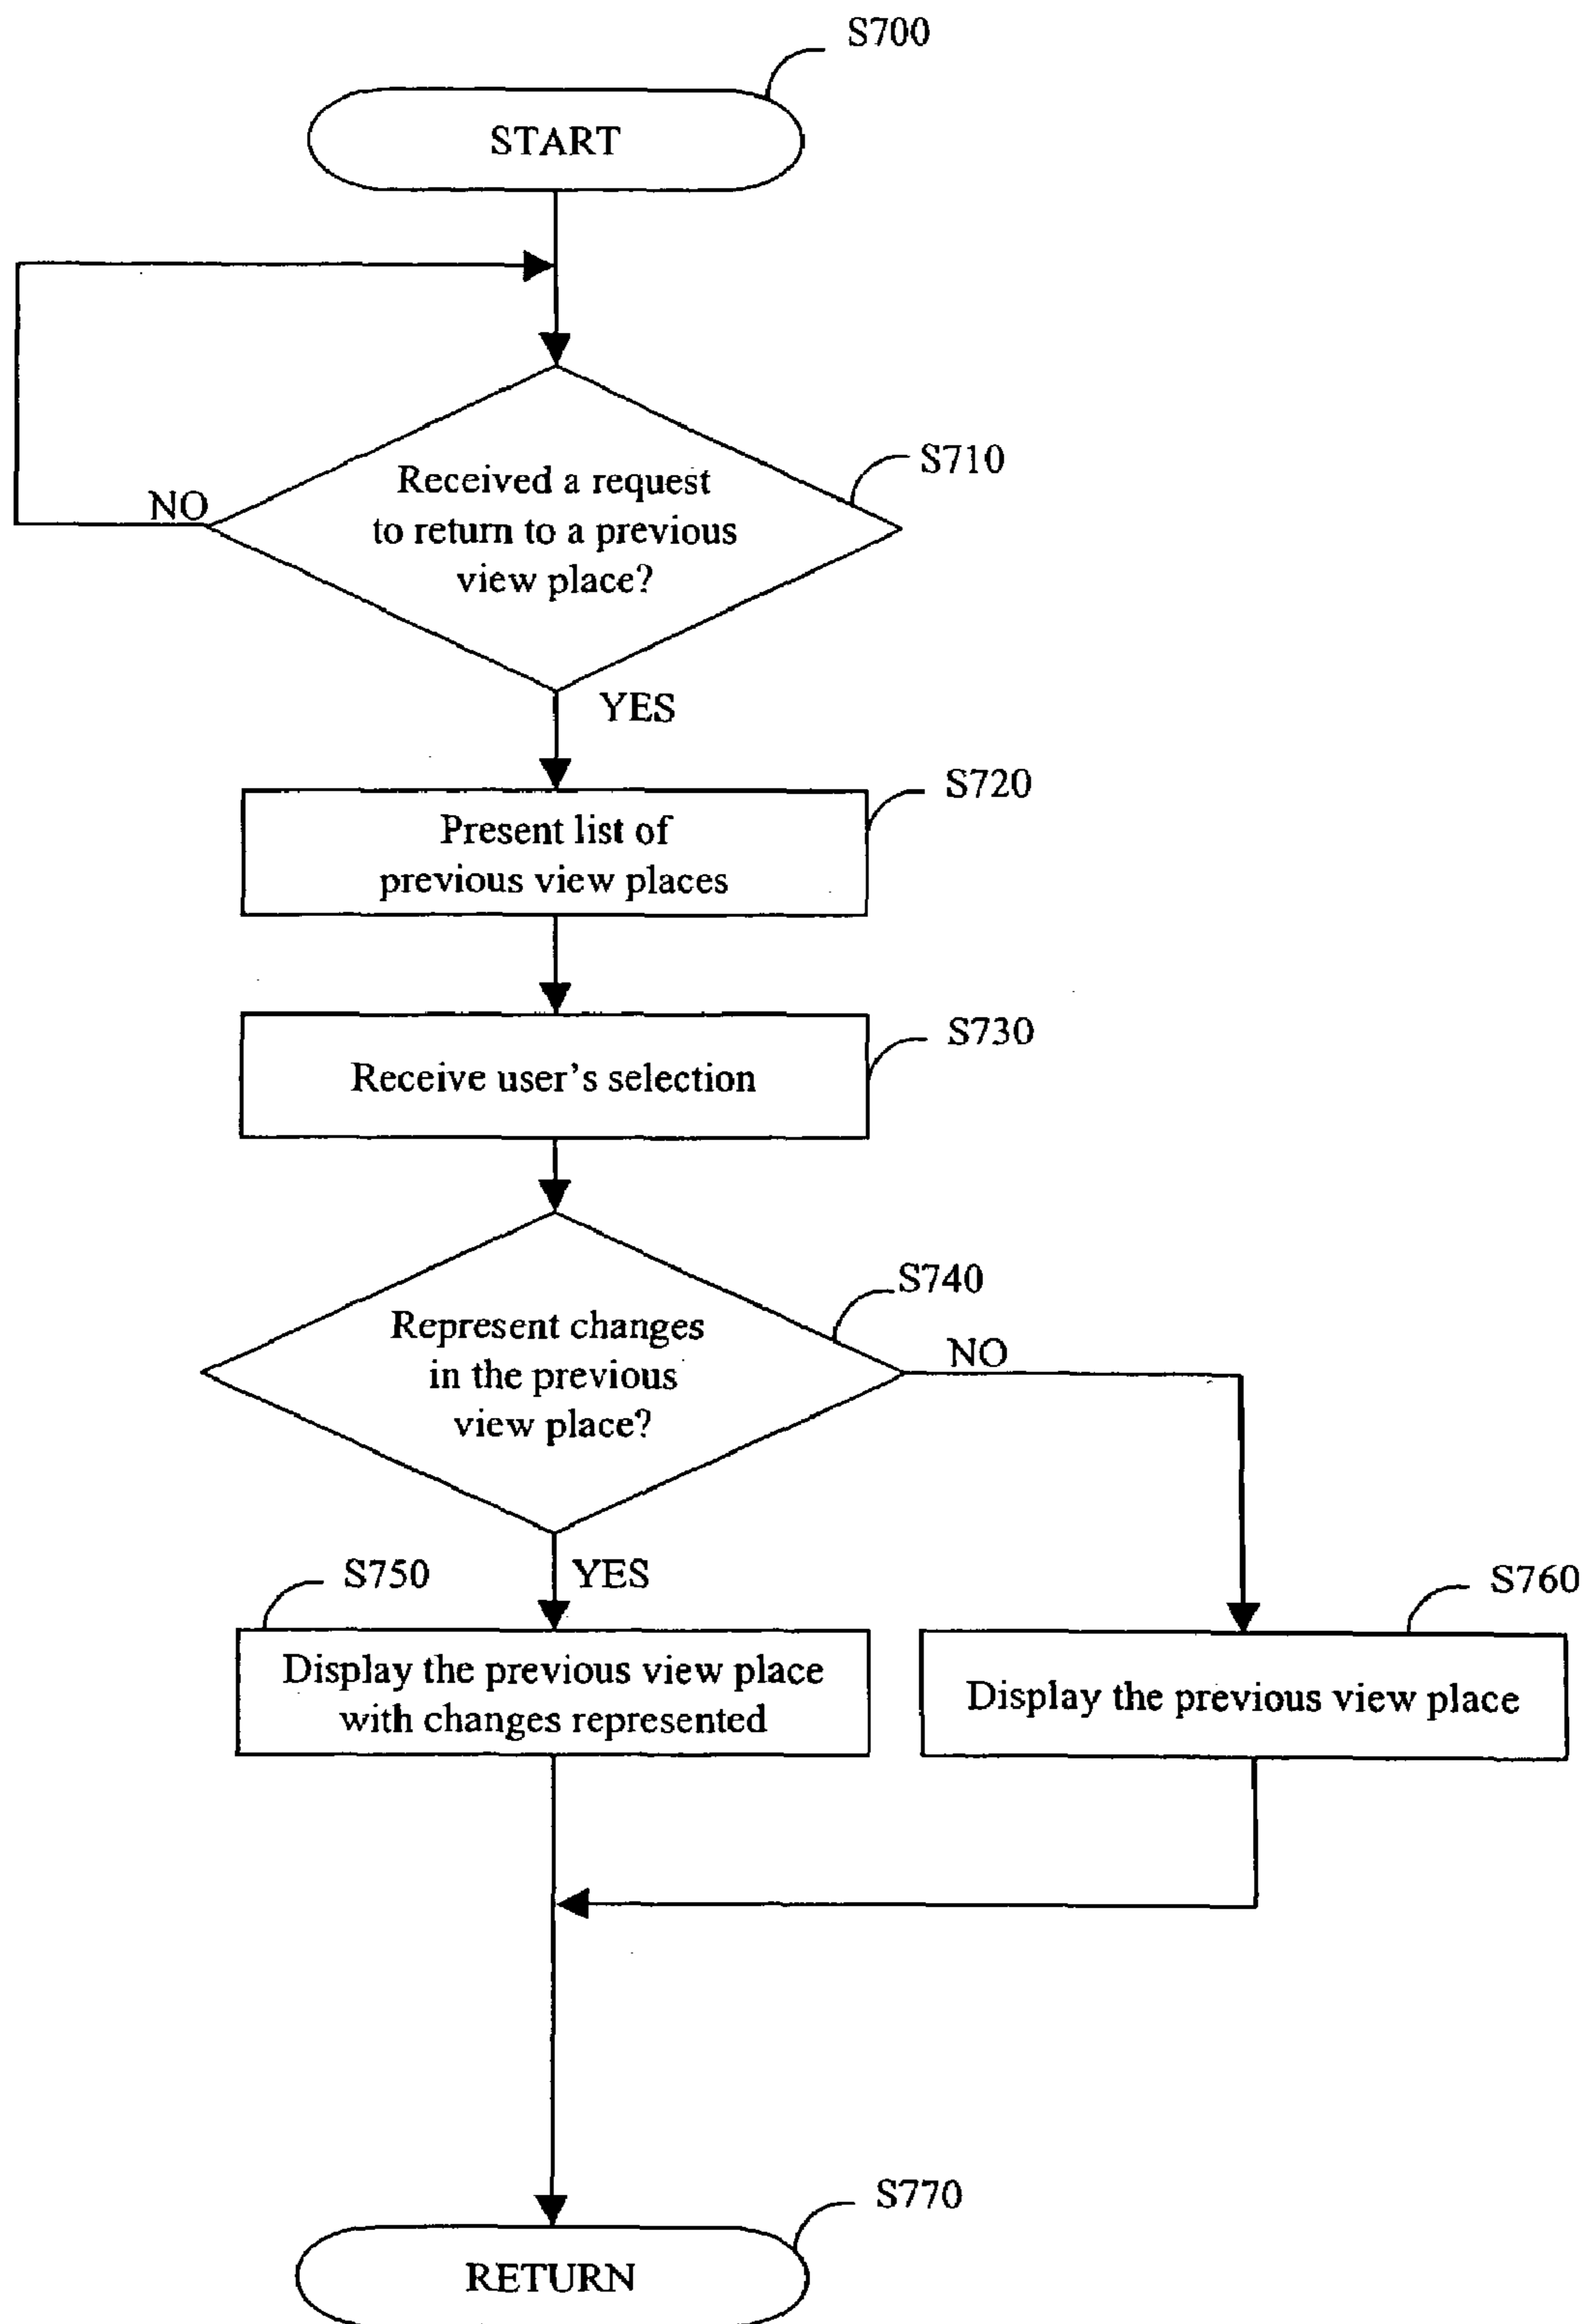 S700
START
S710
Received a request
to return to a previous
view place?
NO
YES
S720
Present list of
previous view places
S730
Receive user's selection
S740
Represent changes
in the previous
view place?
NO
YES
S750
Display the previous view place
with changes represented
S760
Display the previous view place
S770
RETURN